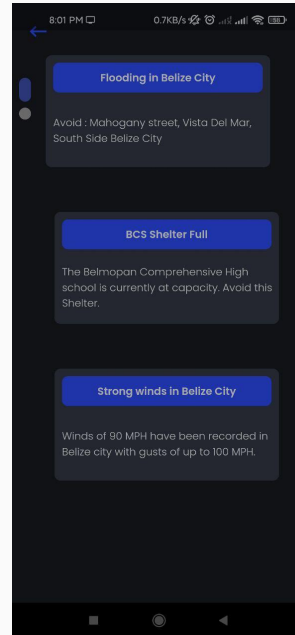 8:01 PM
0.7KB/s
58
Flooding in Belize City
Avoid : Mahogany street, Vista Del Mar,
South Side Belize City
BCS Shelter Full
The Belmopan Comprehensive High
school is currently at capacity. Avoid this
Shelter.
Strong winds in Belize City
Winds of 90 MPH have been recorded in
Belize city with gusts of up to 100 MPH.